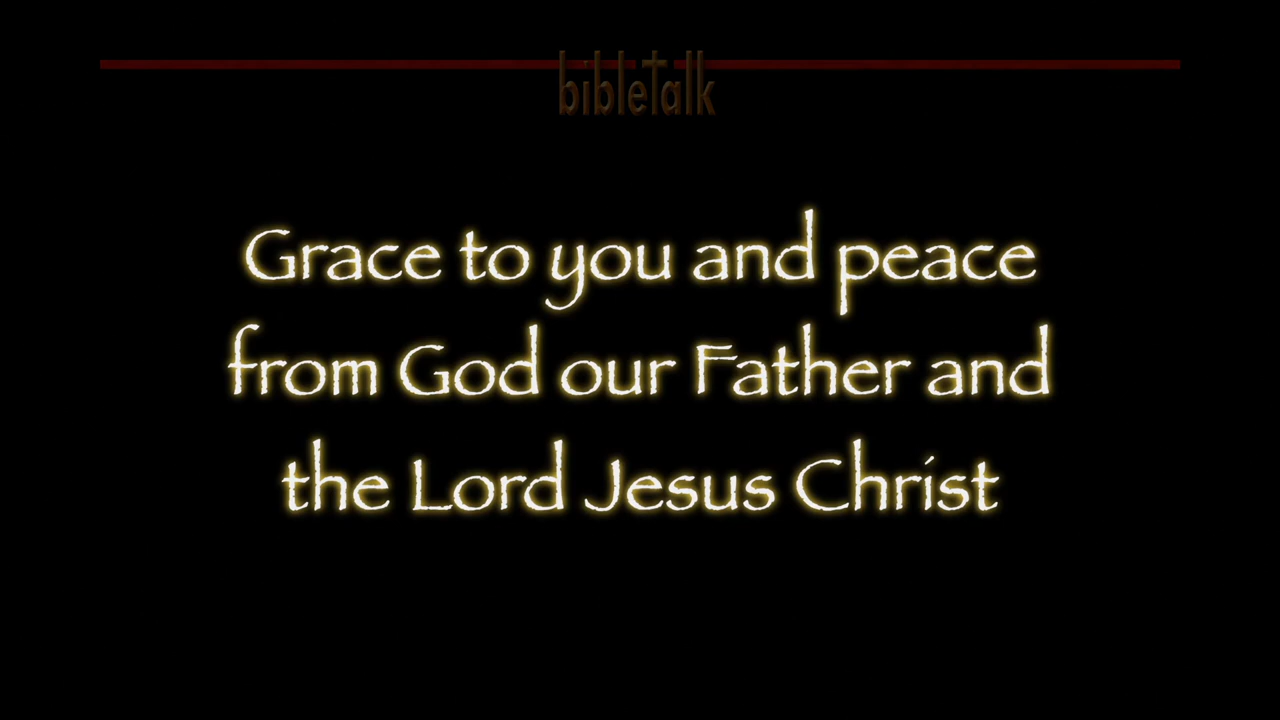 bibleTalk
Grace to you and peace
from God our Father and
the Lord Jesus Christ